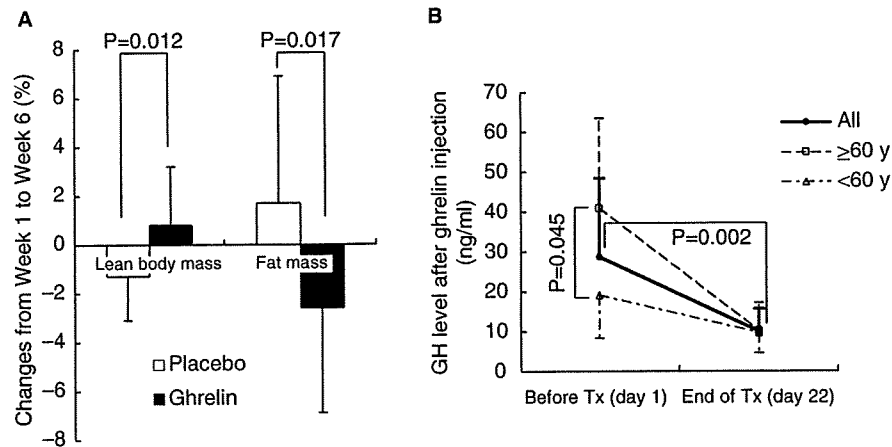 A
Changes from Week 1 to Week 6 (%)
8
6
4
2
0
−2
−4
−6
−8
P=0.012
P=0.017
Lean body mass
Fat mass
Placebo
Ghrelin
B
GH level after ghrelin injection
(ng/ml)
70
60
50
40
30
20
10
0
P=0.045
P=0.002
Before Tx (day 1)
End of Tx (day 22)
All
≥60 y
<60 y